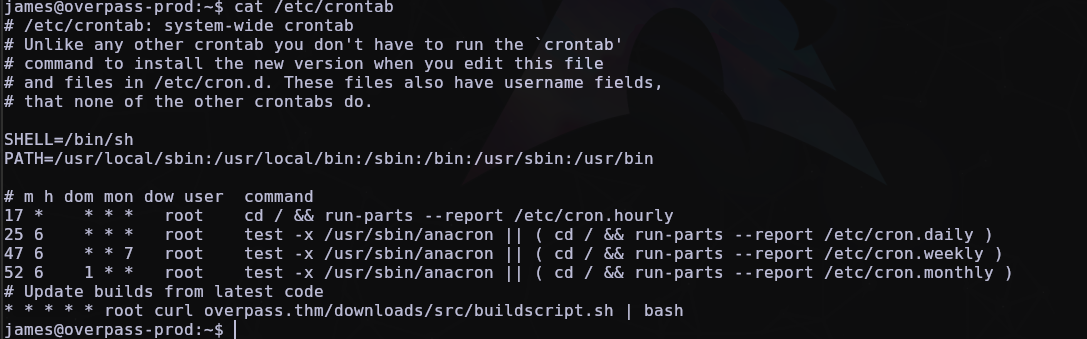 james@overpass-prod:~$ cat /etc/crontab
# /etc/crontab: system-wide crontab
# Unlike any other crontab you don't have to run the `crontab'
# command to install the new version when you edit this file
# and files in /etc/cron.d. These files also have username fields,
# that none of the other crontabs do.

SHELL=/bin/sh
PATH=/usr/local/sbin:/usr/local/bin:/sbin:/bin:/usr/sbin:/usr/bin

# m h dom mon dow user  command
17 *    * * *   root    cd / && run-parts --report /etc/cron.hourly
25 6    * * *   root    test -x /usr/sbin/anacron || ( cd / && run-parts --report /etc/cron.daily )
47 6    * * 7   root    test -x /usr/sbin/anacron || ( cd / && run-parts --report /etc/cron.weekly )
52 6    1 * *   root    test -x /usr/sbin/anacron || ( cd / && run-parts --report /etc/cron.monthly )
# Update builds from latest code
* * * * * root curl overpass.thm/downloads/src/buildscript.sh | bash
james@overpass-prod:~$